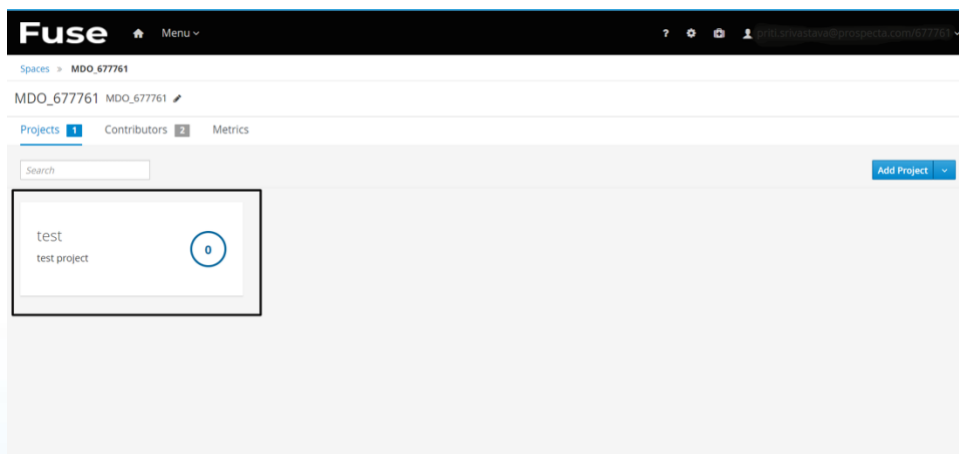 Fuse Menu ? priti.srivastava@prospecta.com/677761
Spaces » MDO_677761
MDO_677761 MDO_677761
Projects 1 Contributors 2 Metrics
Search Add Project
test
test project
0